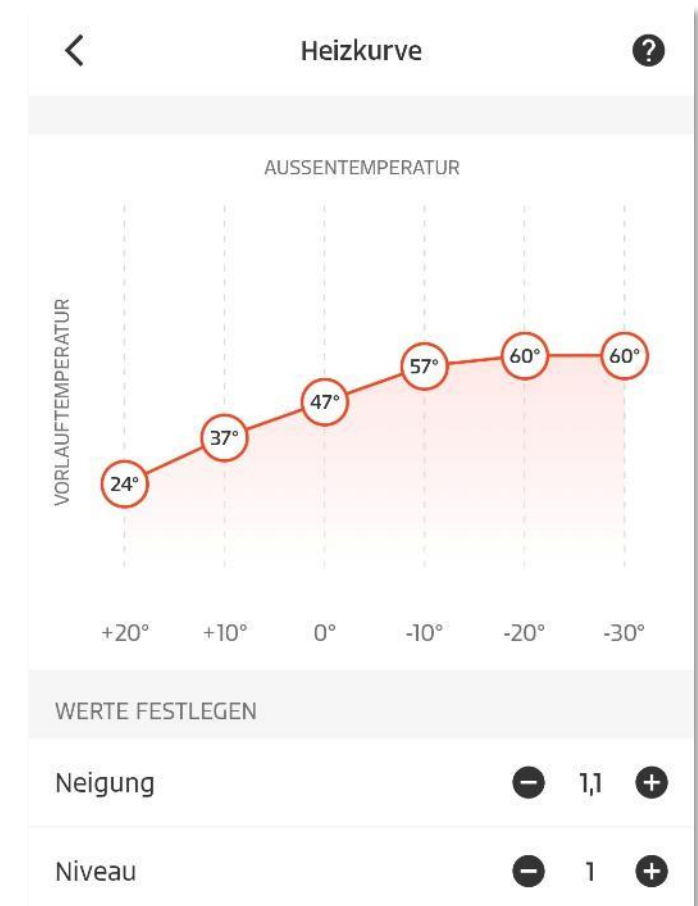 Heizkurve
?
AUSSENTEMPERATUR
VORLAUFTEMPERATUR
24°
37°
47°
57°
60°
60°
+20° +10° 0° -10° -20° -30°
WERTE FESTLEGEN
Neigung 1,1
Niveau 1